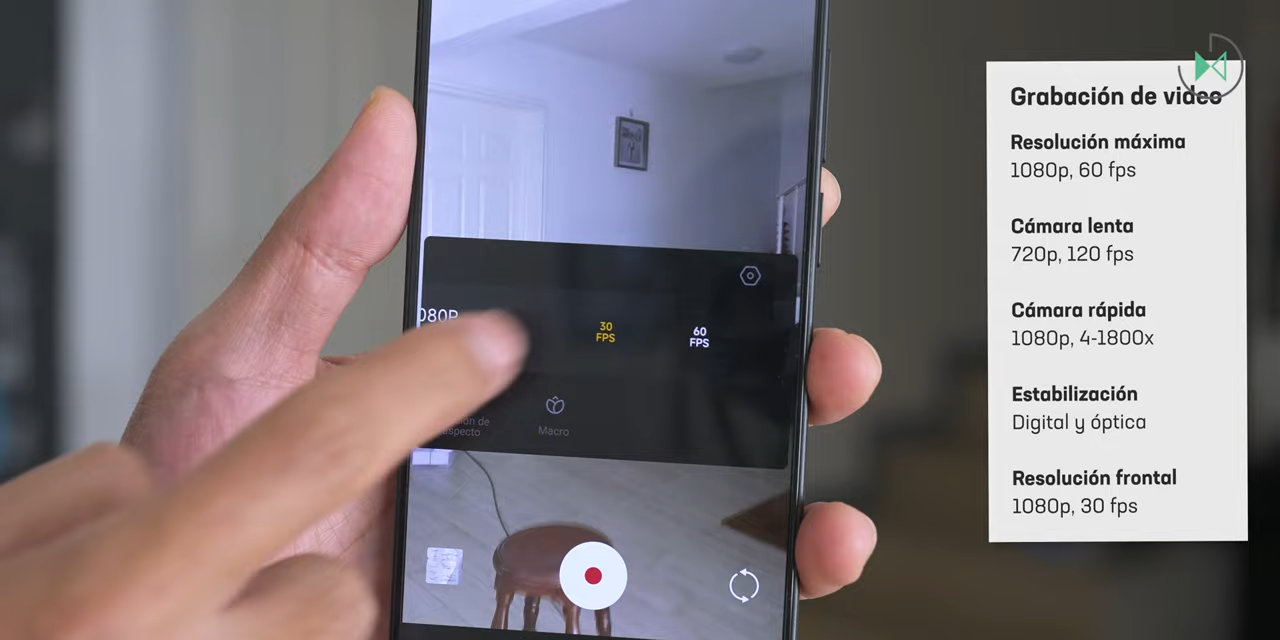 080P
30
FPS
60
FPS
Macro
Grabación de video
Resolución máxima
1080p, 60 fps
Cámara lenta
720p, 120 fps
Cámara rápida
1080p, 4-1800x
Estabilización
Digital y óptica
Resolución frontal
1080p, 30 fps